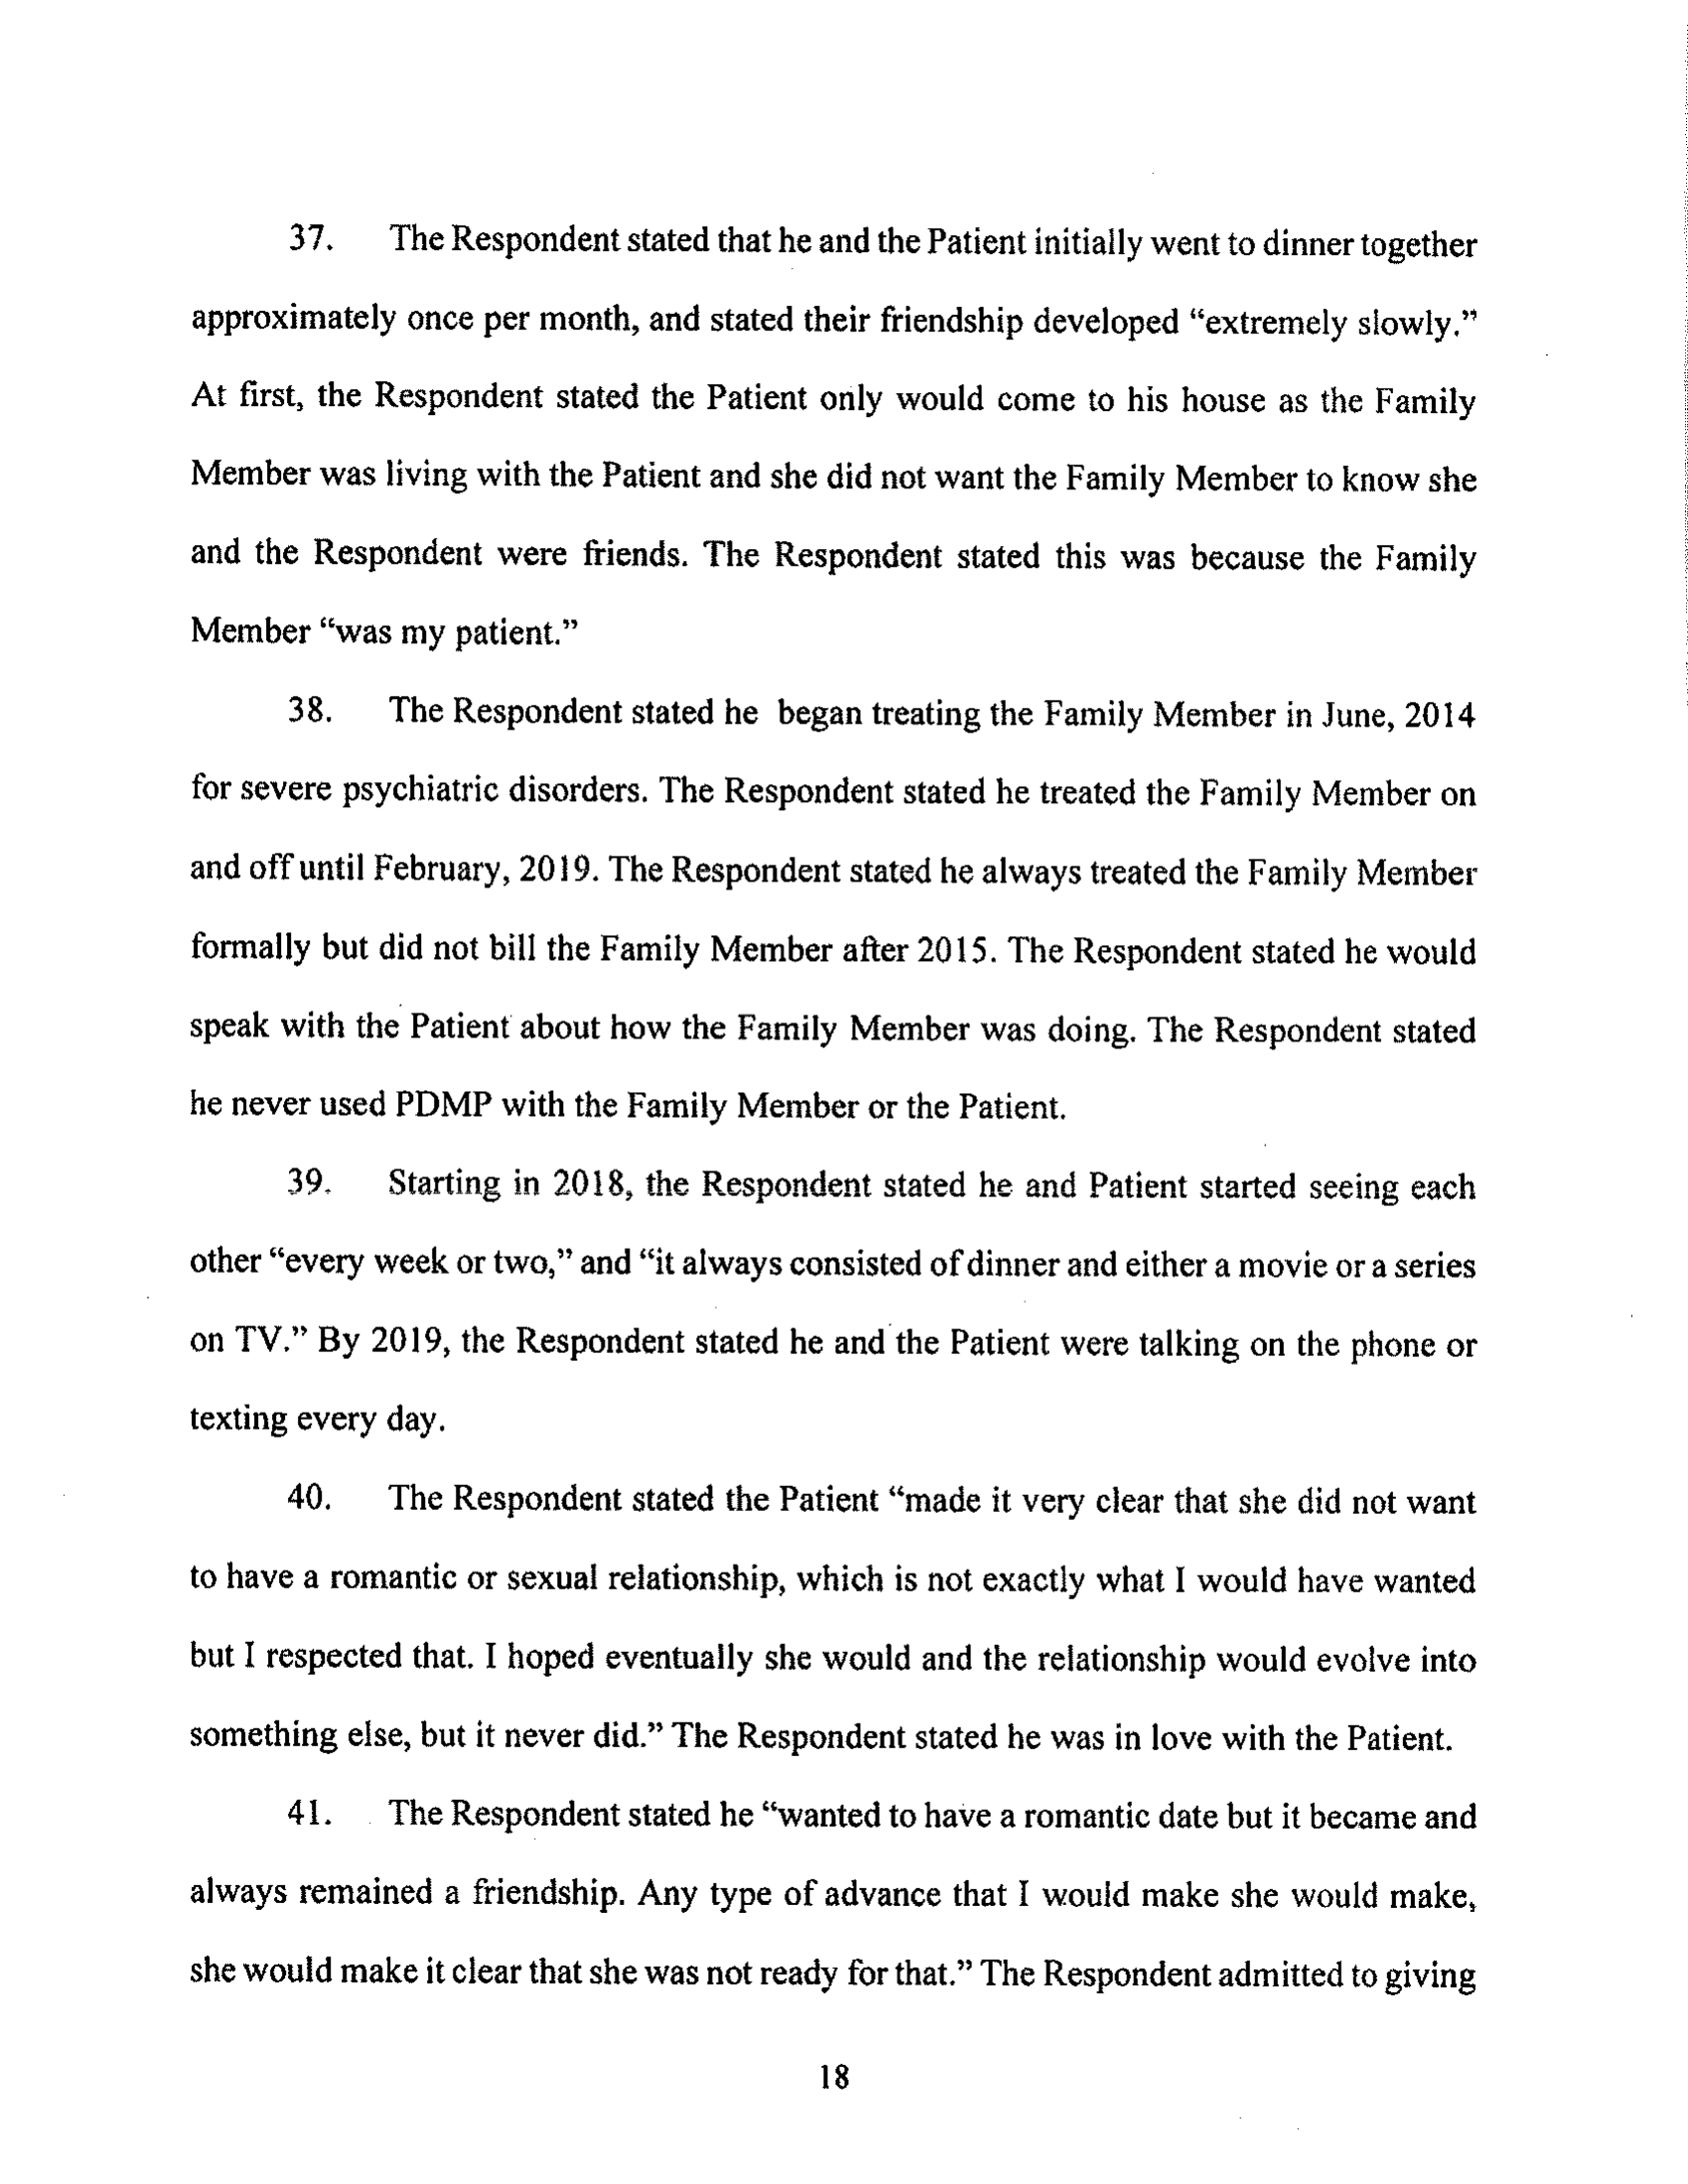 37. The Respondent stated that he and the Patient initially went to dinner together
approximately once per month, and stated their friendship developed “extremely slowly.”
At first, the Respondent stated the Patient only would come to his house as the Family
Member was living with the Patient and she did not want the Family Member to know she
and the Respondent were friends. The Respondent stated this was because the Family
Member “was my patient.”
38. The Respondent stated he began treating the Family Member in June, 2014
for severe psychiatric disorders. The Respondent stated he treated the Family Member on
and off until February, 2019. The Respondent stated he always treated the Family Member
formally but did not bill the Family Member after 2015. The Respondent stated he would
speak with the Patient about how the Family Member was doing. The Respondent stated
he never used PDMP with the Family Member or the Patient.
39. Starting in 2018, the Respondent stated he and Patient started seeing each
other “every week or two,” and “it always consisted of dinner and either a movie or a series
on TV.” By 2019, the Respondent stated he and the Patient were talking on the phone or
texting every day.
40. The Respondent stated the Patient “made it very clear that she did not want
to have a romantic or sexual relationship, which is not exactly what I would have wanted
but I respected that. I hoped eventually she would and the relationship would evolve into
something else, but it never did.” The Respondent stated he was in love with the Patient.
41. The Respondent stated he “wanted to have a romantic date but it became and
always remained a friendship. Any type of advance that I would make she would make,
she would make it clear that she was not ready for that.” The Respondent admitted to giving
18